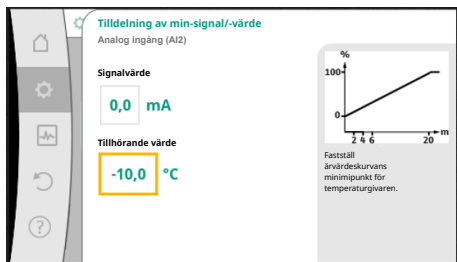 Tilldelning av min-signal/-värde
Analog ingång (AI2)
Signalvärde
0,0 mA
Tillhörande värde
-10,0 °C
%
100
0
2 4 6 20 m
Fastställ
ärvärdeskurvans
minimipunkt för
temperaturgivaren.
?